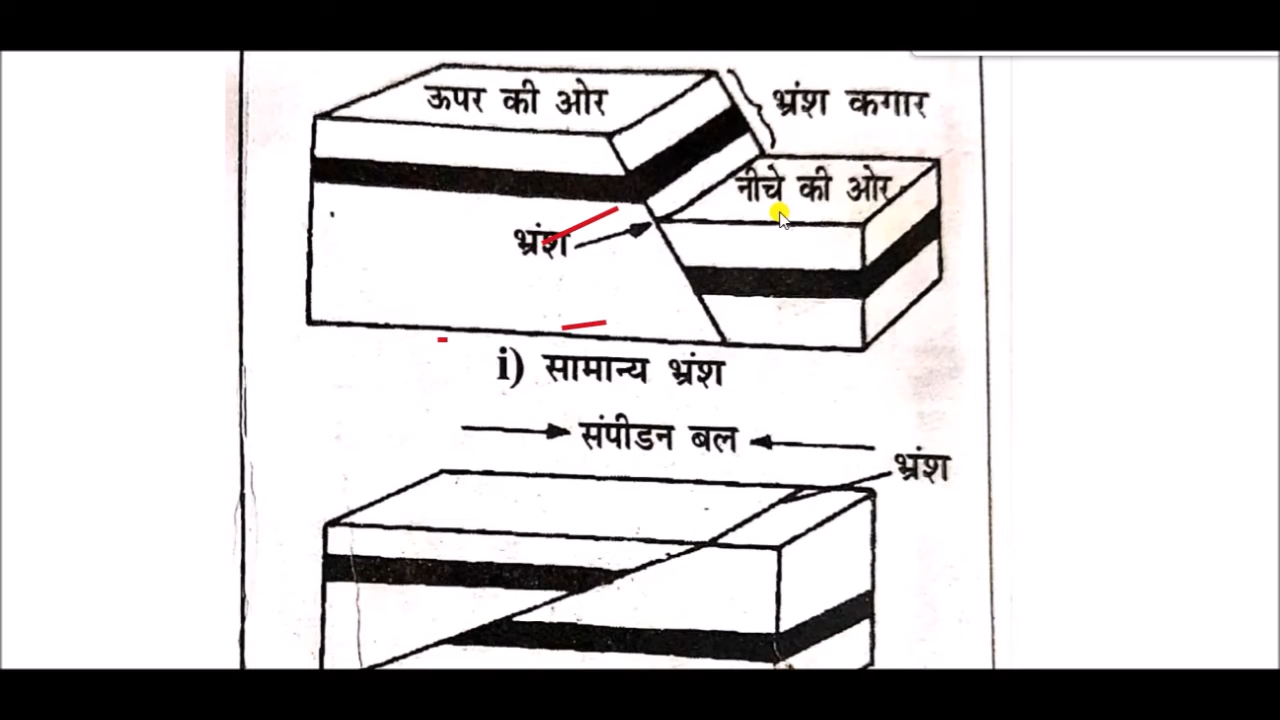 ऊपर की ओर
भ्रंश कगार
नीचे की ओर
भ्रंश
i) सामान्य भ्रंश
संपीडन बल
भ्रंश